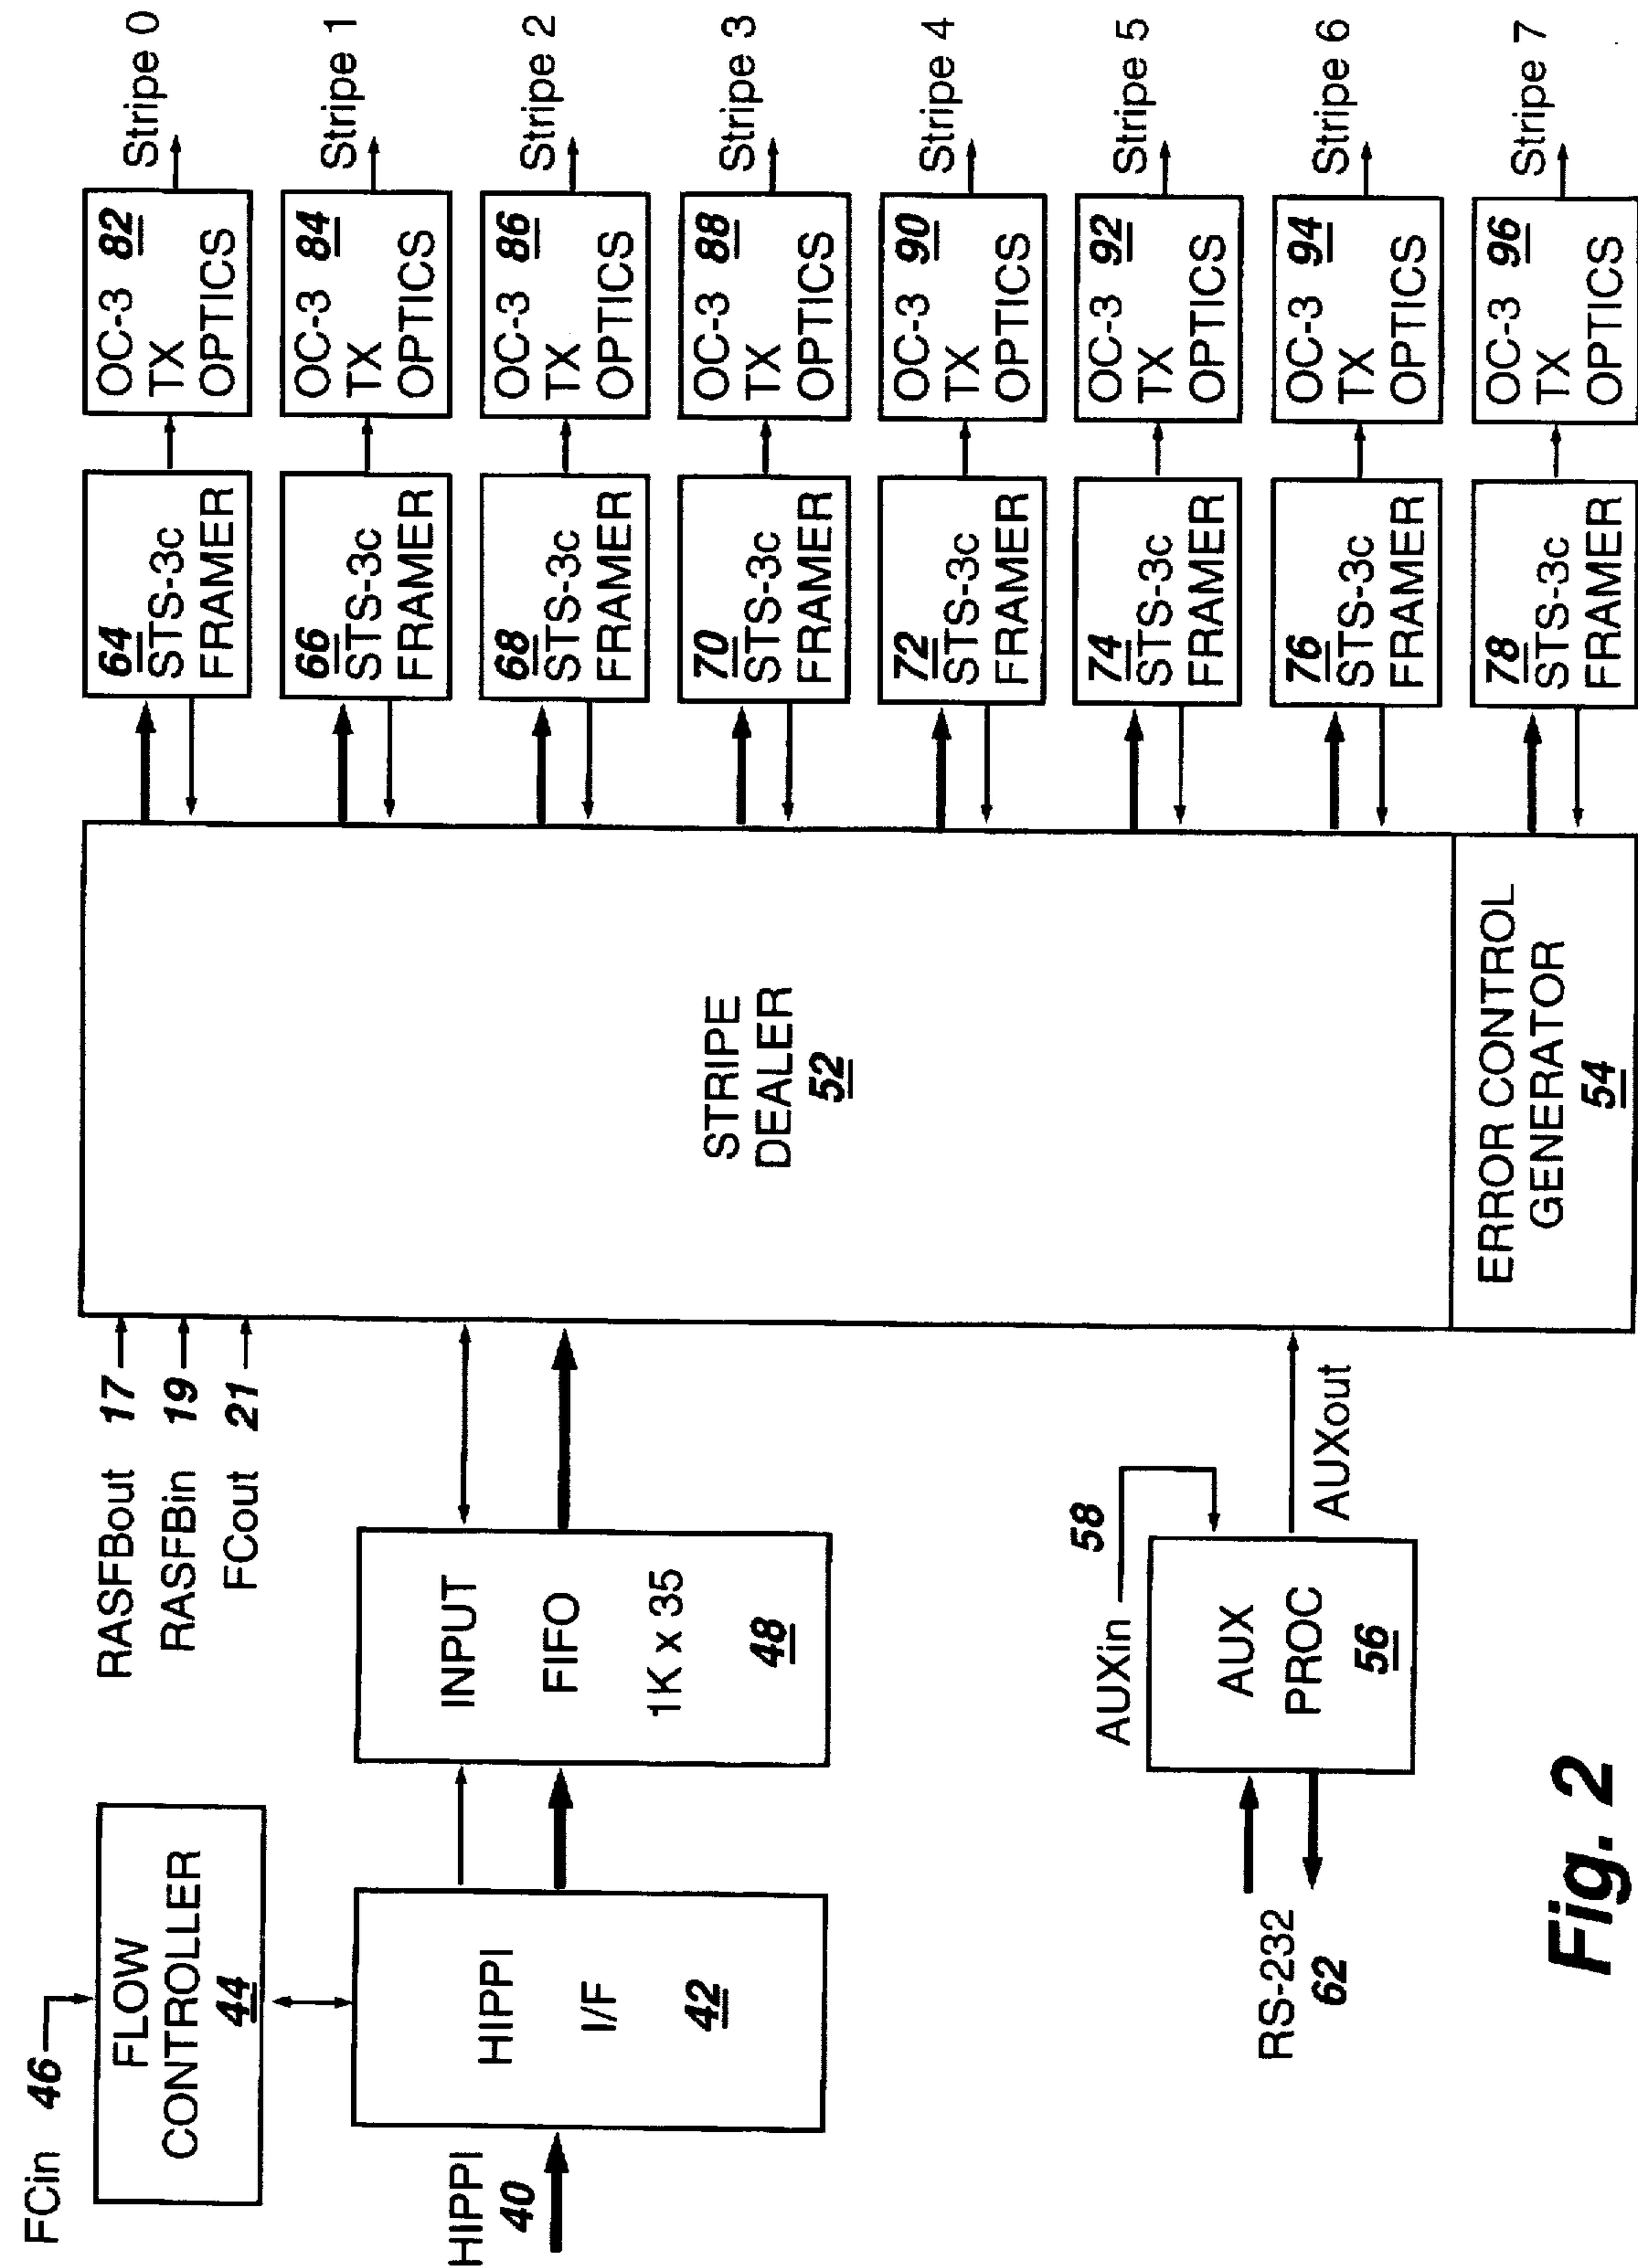 FCin 46
FLOW
CONTROLLER
44
HIPPI
40
HIPPI
I/F
42
INPUT
FIFO
1K x 35
48
RASFBout 17
RASFBin 19
FCout 21
RS-232
62
AUXin
58
AUX
PROC
56
AUXout
STRIPE
DEALER
52
ERROR CONTROL
GENERATOR
54
64
STS-3c
FRAMER
OC-3 82
TX
OPTICS
Stripe 0
66
STS-3c
FRAMER
OC-3 84
TX
OPTICS
Stripe 1
68
STS-3c
FRAMER
OC-3 86
TX
OPTICS
Stripe 2
70
STS-3c
FRAMER
OC-3 88
TX
OPTICS
Stripe 3
72
STS-3c
FRAMER
OC-3 90
TX
OPTICS
Stripe 4
74
STS-3c
FRAMER
OC-3 92
TX
OPTICS
Stripe 5
76
STS-3c
FRAMER
OC-3 94
TX
OPTICS
Stripe 6
78
STS-3c
FRAMER
OC-3 96
TX
OPTICS
Stripe 7
Fig. 2